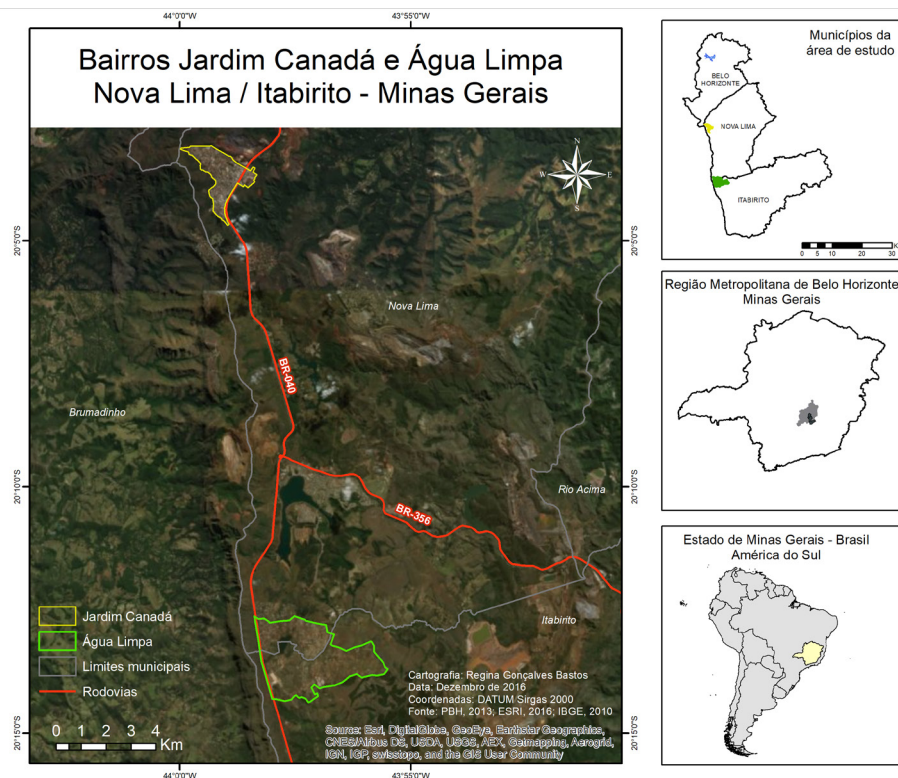 44°0'0"W
43°55'0"W
Bairros Jardim Canadá e Água Limpa
Nova Lima / Itabirito - Minas Gerais
N
W
E
S
20°5'0"S
20°5'0"S
Nova Lima
BR-040
Brumadinho
20°10'0"S
20°10'0"S
Rio Acima
BR-356
Jardim Canadá
Água Limpa
Limites municipais
Rodovias
Itabirito
0 1 2 3 4
Km
Cartografia: Regina Gonçalves Bastos
Data: Dezembro de 2016
Coordenadas: DATUM Sirgas 2000
Fonte: PBH, 2013; ESRI, 2016; IBGE, 2010
Source: Esri, DigitalGlobe, GeoEye, Earthstar Geographics,
CNES/Airbus DS, USDA, USGS, AEX, Getmapping, Aerogrid,
IGN, IGP, swisstopo, and the GIS User Community
20°15'0"S
20°15'0"S
44°0'0"W
43°55'0"W
Municípios da
área de estudo
BELO
HORIZONTE
NOVA LIMA
ITABIRITO
0 5 10 20 30
Região Metropolitana de Belo Horizonte
Minas Gerais
Estado de Minas Gerais - Brasil
América do Sul